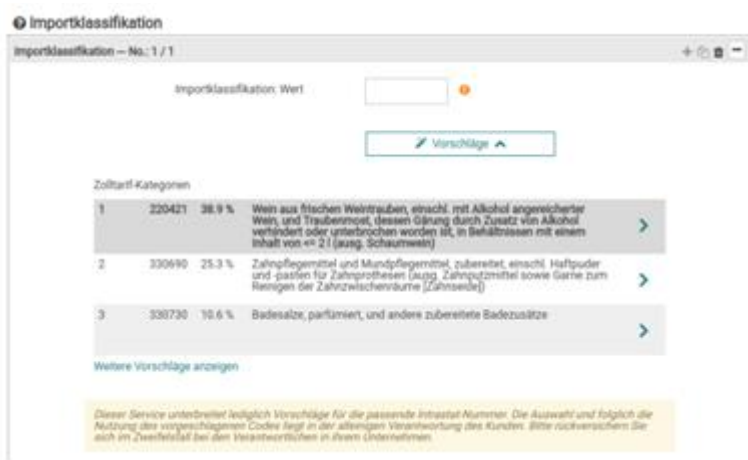 Importklassifikation
Importklassifikation — No.: 1 / 1
Importklassifikation: Wert
Vorschläge
Zolltarif-Kategorien
1 220421 38.9 % Wein aus frischen Weintrauben, einschl. mit Alkohol angereicherter
Wein, und Traubenmost, dessen Gärung durch Zusatz von Alkohol
verhindert oder unterbrochen worden ist, in Behältnissen mit einem
Inhalt von <= 2 l (ausg. Schaumwein)
2 330690 25.3 % Zahnpflegemittel und Mundpflegemittel, zubereitet, einschl. Haftpuder
und -pasten für Zahnprothesen (ausg. Zahnputzmittel sowie Garne zum
Reinigen der Zahnzwischenräume [Zahnseide])
3 330730 10.6 % Badesalze, parfümiert, und andere zubereitete Badezusätze
Weitere Vorschläge anzeigen
Dieser Service unterbreitet lediglich Vorschläge für die passende Intrastat-Nummer. Die Auswahl und folglich die
Nutzung des vorgeschlagenen Codes liegt in der alleinigen Verantwortung des Kunden. Bitte rückversichern Sie
sich im Zweifelsfall bei den Verantwortlichen in Ihrem Unternehmen.